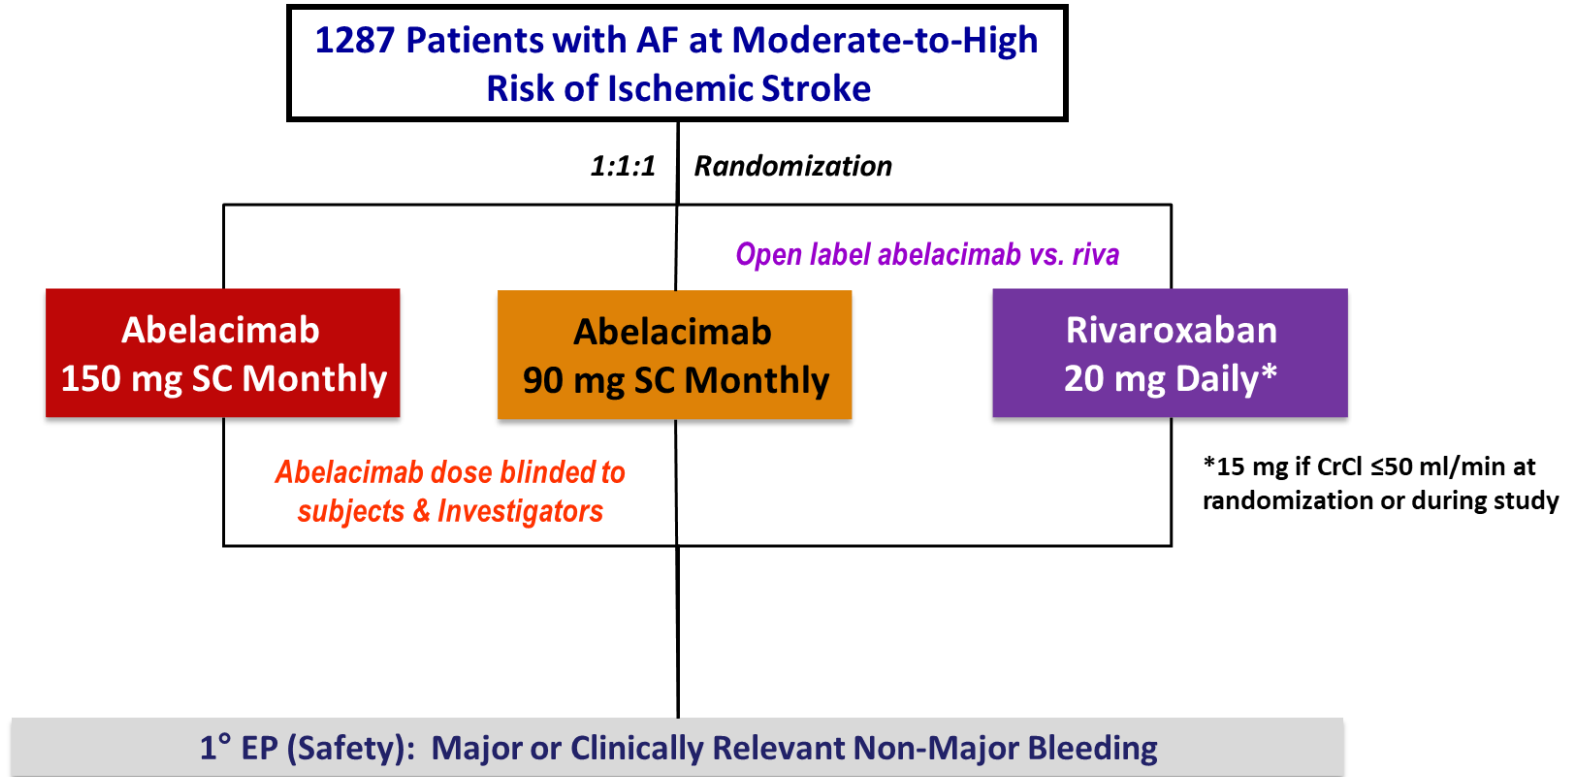 1287 Patients with AF at Moderate-to-High
Risk of Ischemic Stroke
1:1:1 Randomization
Open label abelacimab vs. riva
Abelacimab
150 mg SC Monthly
Abelacimab
90 mg SC Monthly
Rivaroxaban
20 mg Daily*
Abelacimab dose blinded to
subjects & Investigators
*15 mg if CrCl ≤50 ml/min at
randomization or during study
1° EP (Safety): Major or Clinically Relevant Non-Major Bleeding